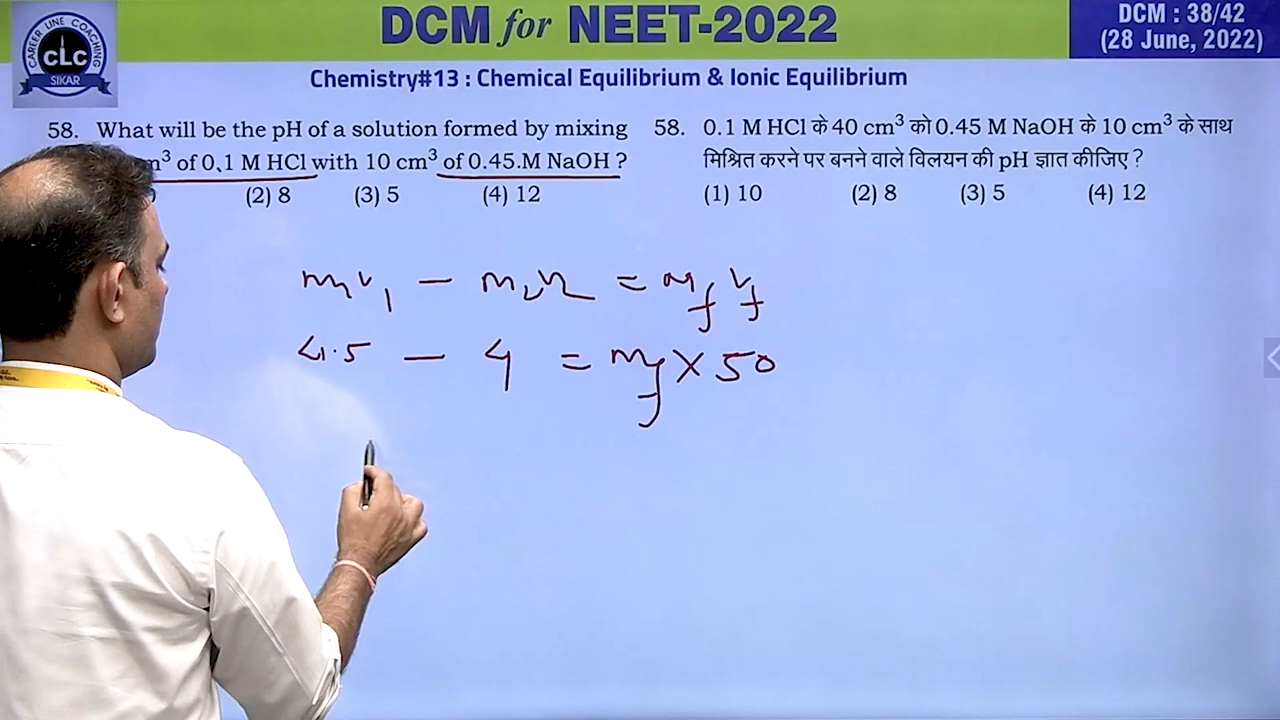 DCM for NEET-2022
DCM : 38/42
(28 June, 2022)
CAREER LINE COACHING
CLC
SIKAR
Chemistry#13 : Chemical Equilibrium & Ionic Equilibrium
58. What will be the pH of a solution formed by mixing
m³ of 0.1 M HCl with 10 cm³ of 0.45.M NaOH ?
(2) 8 (3) 5 (4) 12
58. 0.1 M HCl के 40 cm³ को 0.45 M NaOH के 10 cm³ के साथ
मिश्रित करने पर बनने वाले विलयन की pH ज्ञात कीजिए ?
(1) 10 (2) 8 (3) 5 (4) 12
m₁v₁ − m₂v₂ = m_f v_f
4.5 − 4 = m_f × 50